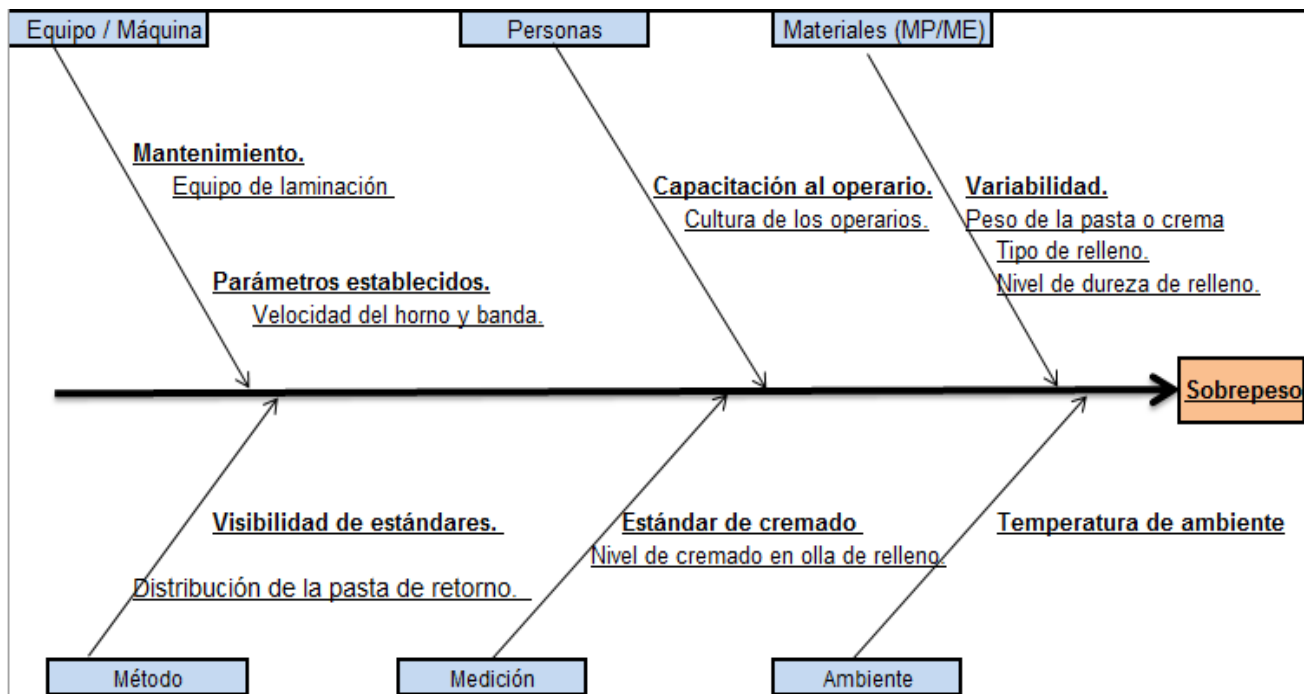 Equipo / Máquina
Personas
Materiales (MP/ME)
Mantenimiento.
Equipo de laminación
Capacitación al operario.
Cultura de los operarios.
Variabilidad.
Peso de la pasta o crema
Tipo de relleno.
Nivel de dureza de relleno.
Parámetros establecidos.
Velocidad del horno y banda.
Sobrepeso
Visibilidad de estándares.
Distribución de la pasta de retorno.
Estándar de cremado
Nivel de cremado en olla de relleno.
Temperatura de ambiente
Método
Medición
Ambiente